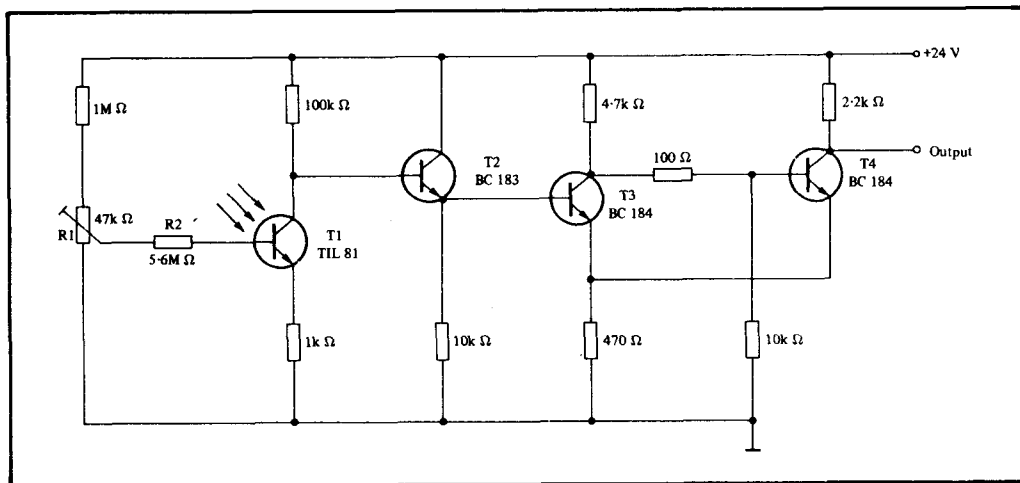 +24 V
1M Ω
100k Ω
4·7k Ω
2·2k Ω
Output
T2
BC 183
100 Ω
T4
BC 184
47k Ω
R1
R2
5·6M Ω
T1
TIL 81
T3
BC 184
1k Ω
10k Ω
470 Ω
10k Ω